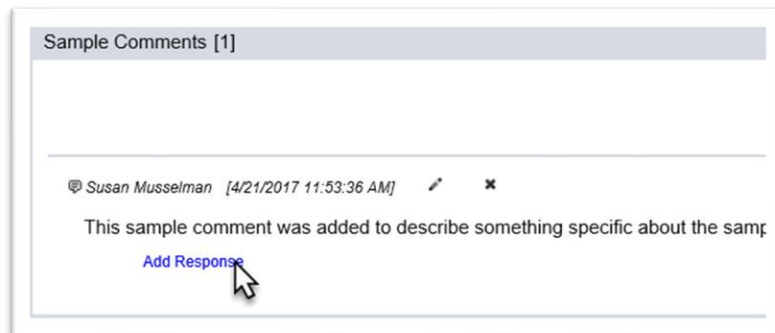 Sample Comments [1]
Susan Musselman [4/21/2017 11:53:36 AM]
This sample comment was added to describe something specific about the samp
Add Response